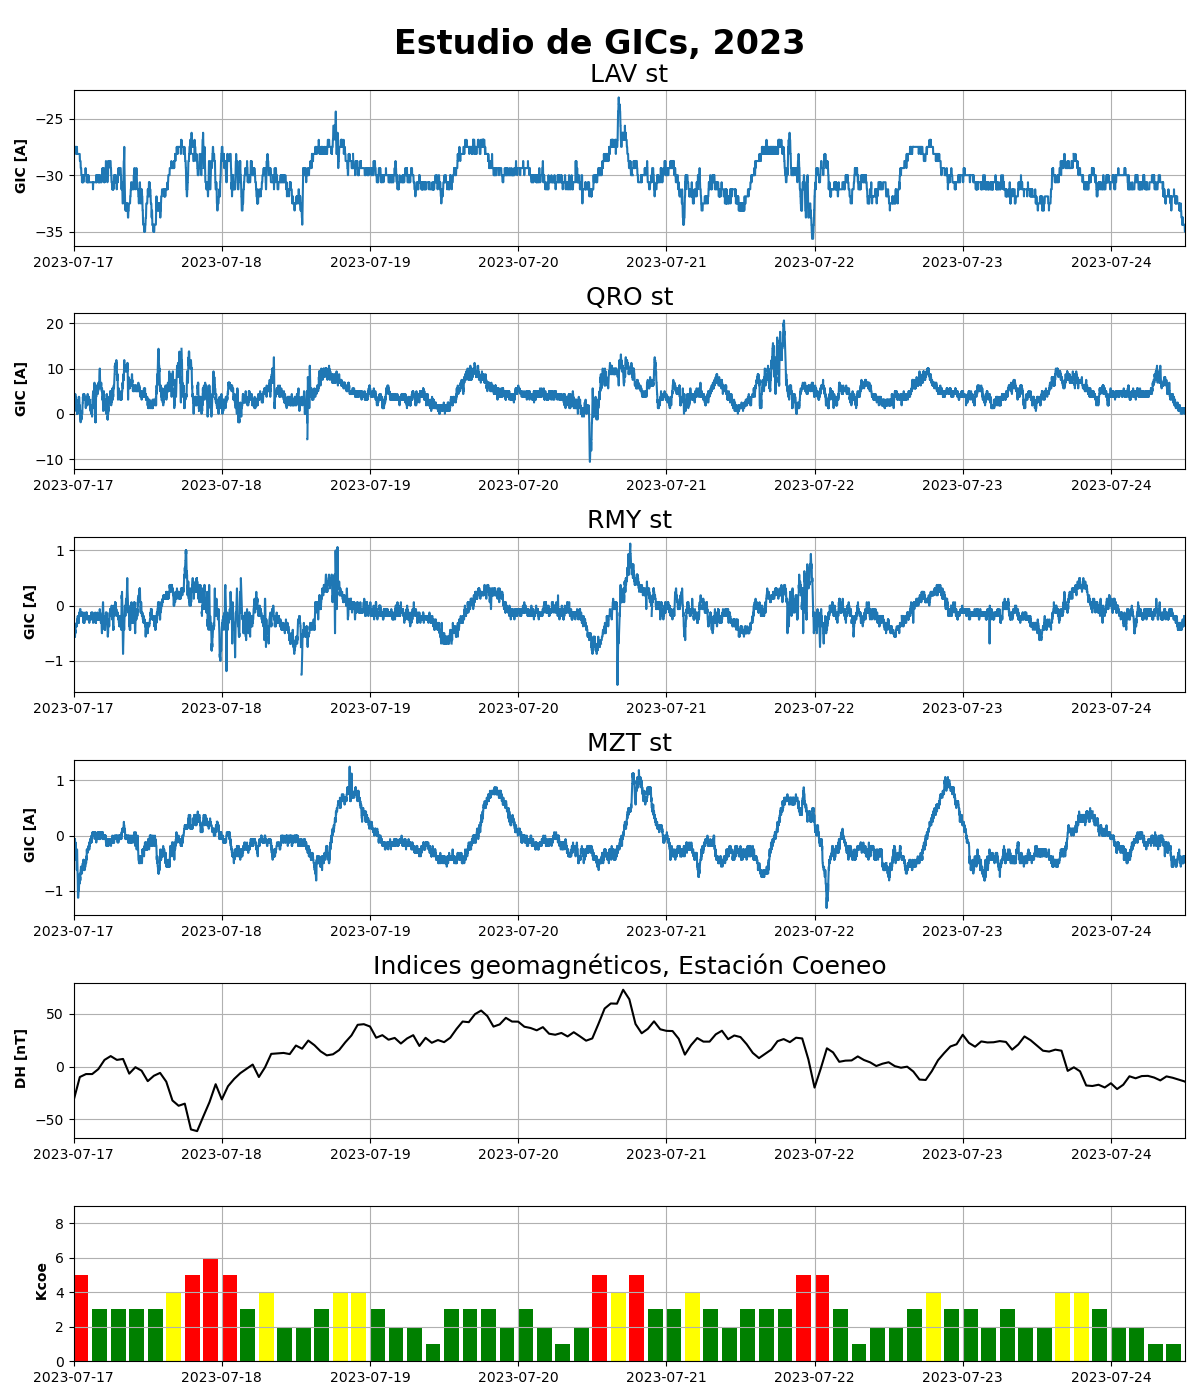 Estudio de GICs, 2023
LAV st
GIC [A]
−25
−30
−35
2023-07-17 2023-07-18 2023-07-19 2023-07-20 2023-07-21 2023-07-22 2023-07-23 2023-07-24
QRO st
GIC [A]
20
10
0
−10
2023-07-17 2023-07-18 2023-07-19 2023-07-20 2023-07-21 2023-07-22 2023-07-23 2023-07-24
RMY st
GIC [A]
1
0
−1
2023-07-17 2023-07-18 2023-07-19 2023-07-20 2023-07-21 2023-07-22 2023-07-23 2023-07-24
MZT st
GIC [A]
1
0
−1
2023-07-17 2023-07-18 2023-07-19 2023-07-20 2023-07-21 2023-07-22 2023-07-23 2023-07-24
Indices geomagnéticos, Estación Coeneo
DH [nT]
50
0
−50
2023-07-17 2023-07-18 2023-07-19 2023-07-20 2023-07-21 2023-07-22 2023-07-23 2023-07-24
Kcoe
8
6
4
2
0
2023-07-17 2023-07-18 2023-07-19 2023-07-20 2023-07-21 2023-07-22 2023-07-23 2023-07-24